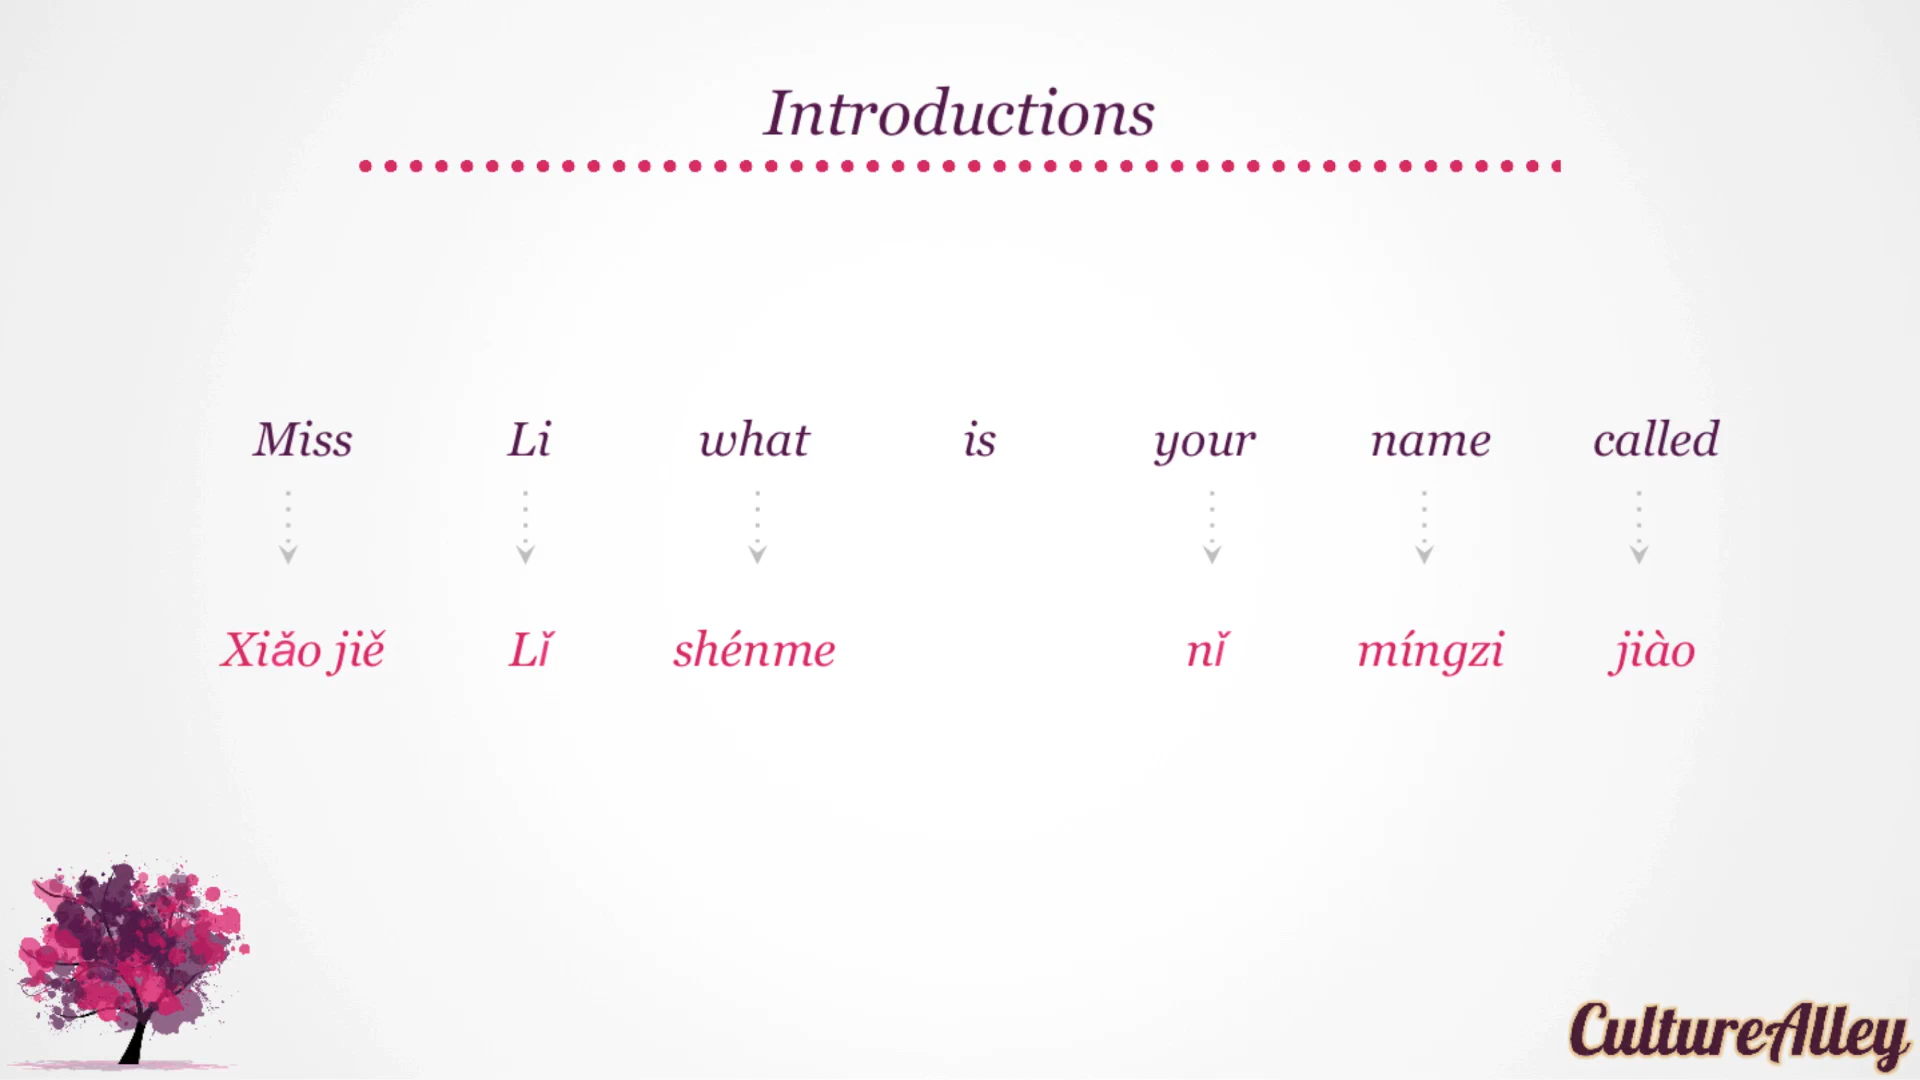 Introductions
Miss Li what is your name called
Xiǎo jiě Lǐ shénme nǐ míngzi jiào
CultureAlley